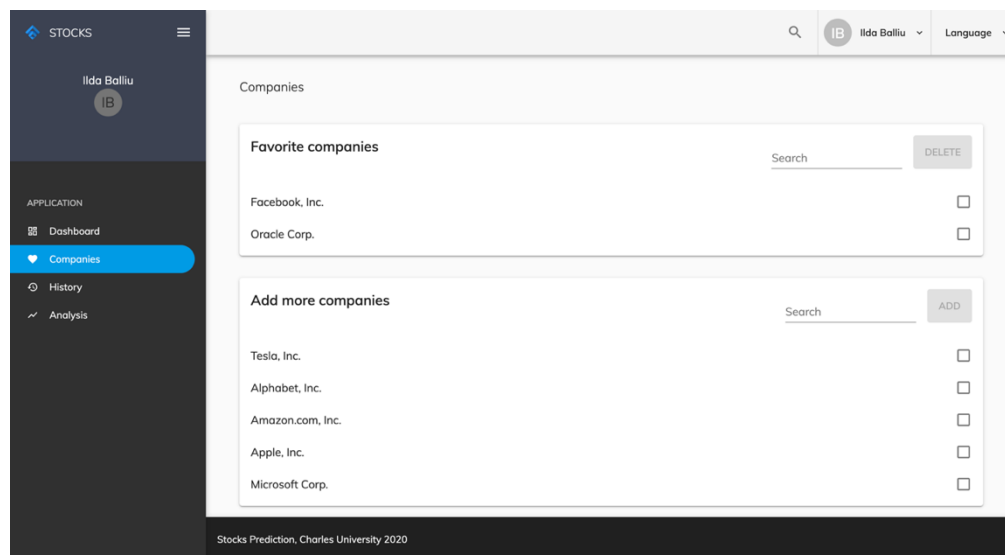 STOCKS
IB Ilda Balliu Language
Ilda Balliu
IB
Companies
Favorite companies
Search
DELETE
Facebook, Inc.
Oracle Corp.
APPLICATION
Dashboard
Companies
History
Analysis
Add more companies
Search
ADD
Tesla, Inc.
Alphabet, Inc.
Amazon.com, Inc.
Apple, Inc.
Microsoft Corp.
Stocks Prediction, Charles University 2020